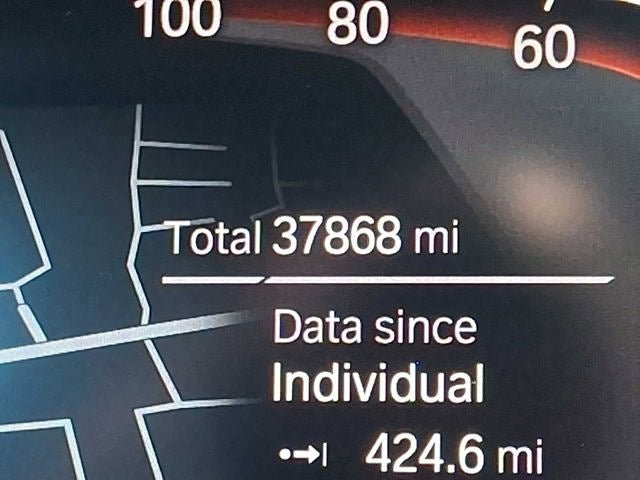 100 80 60
Total 37868 mi
Data since
Individual
424.6 mi